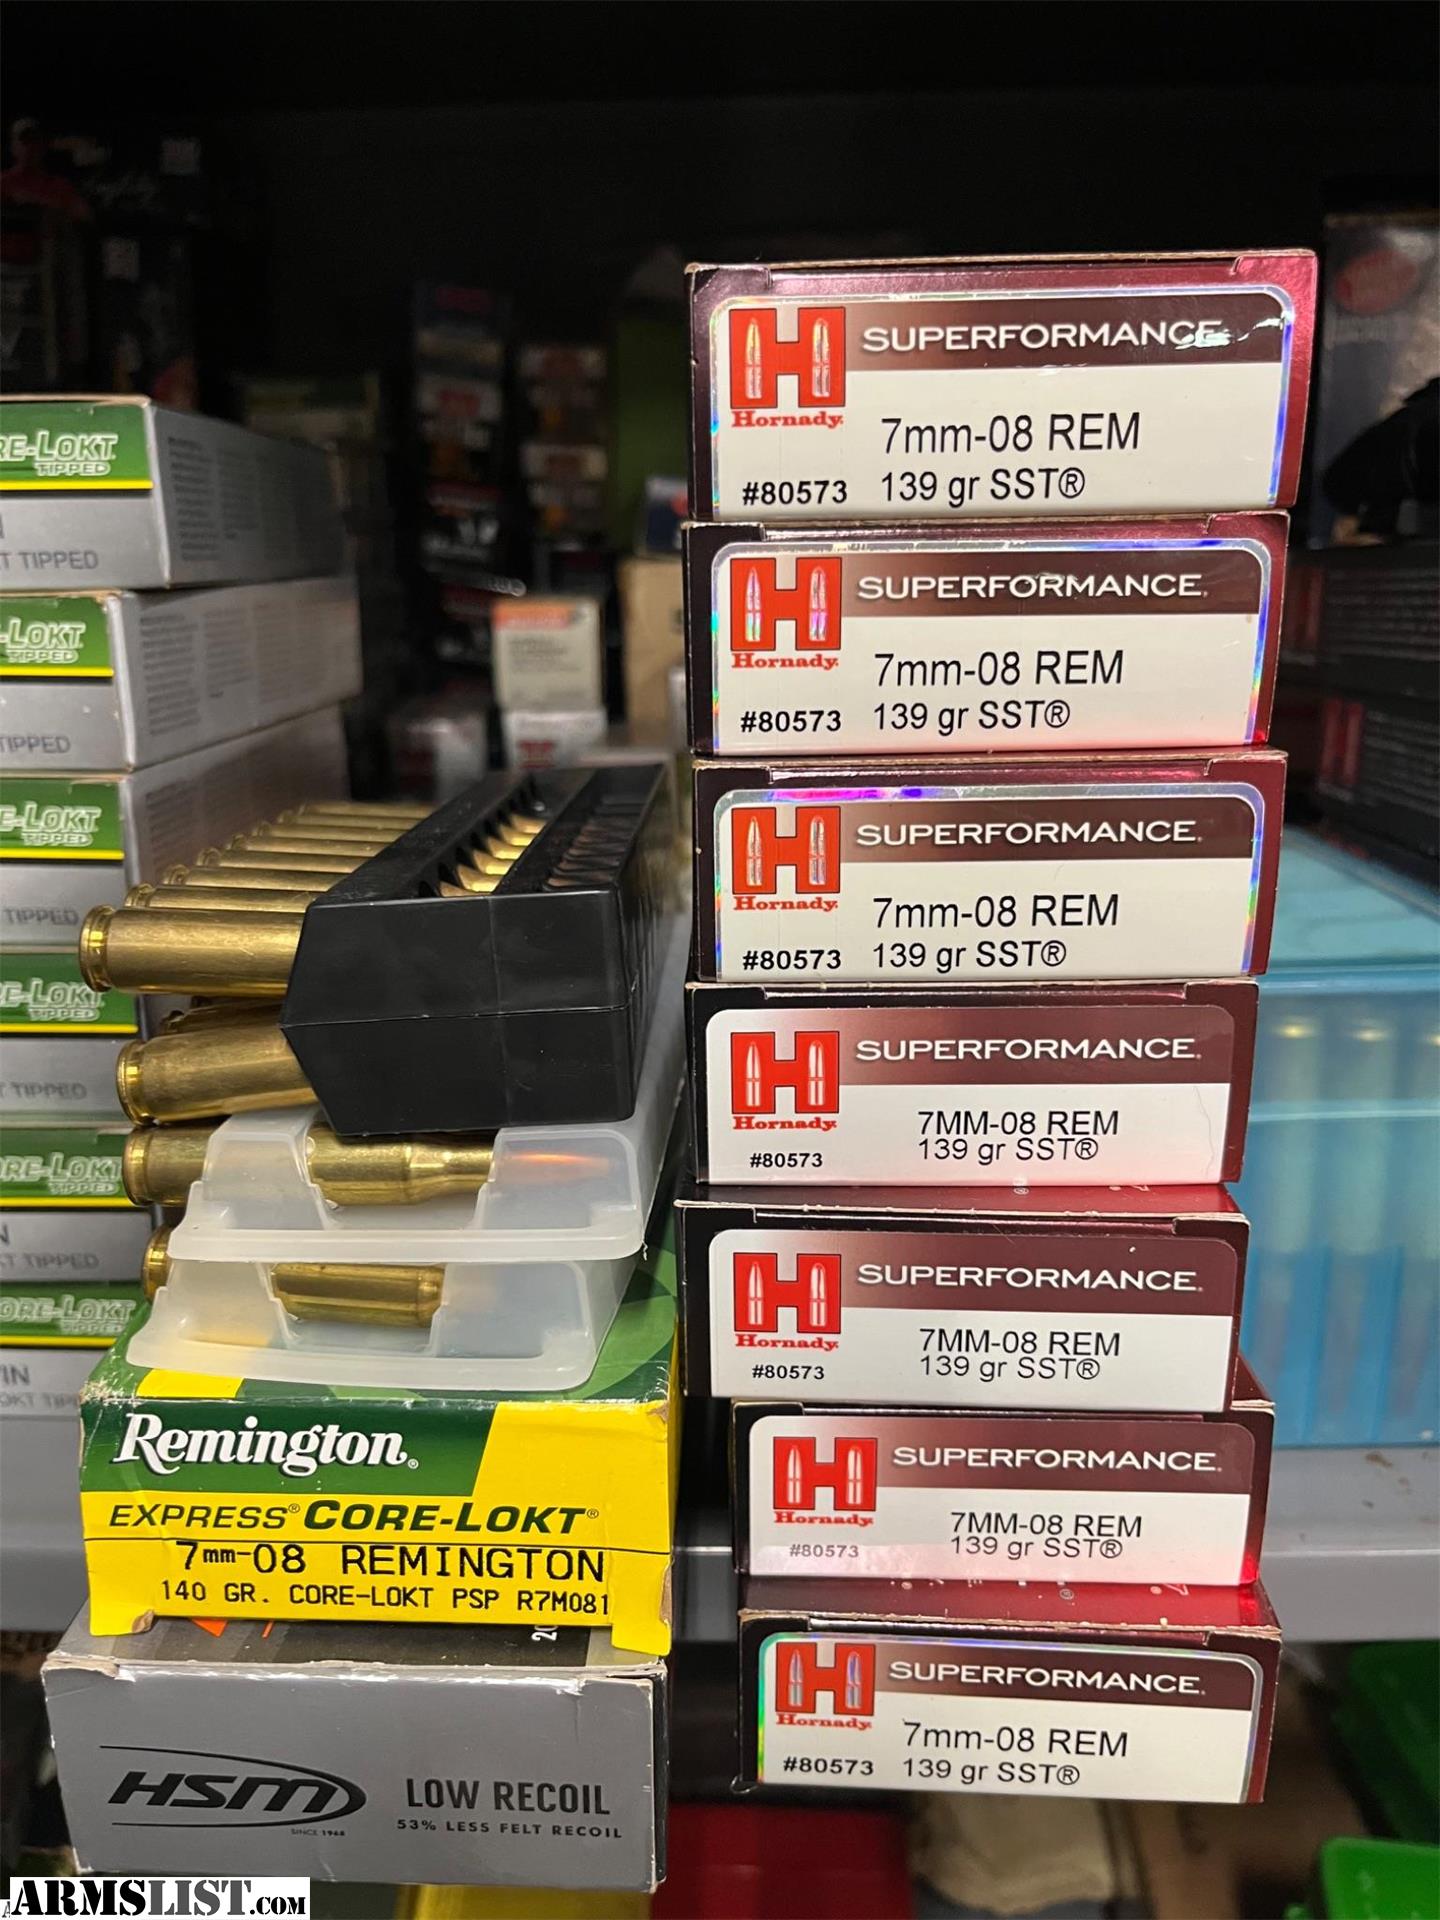 SUPERFORMANCE
Hornady
7mm-08 REM
#80573 139 gr SST®
SUPERFORMANCE
Hornady
7mm-08 REM
#80573 139 gr SST®
SUPERFORMANCE
Hornady
7mm-08 REM
#80573 139 gr SST®
SUPERFORMANCE
Hornady
7MM-08 REM
139 gr SST®
#80573
SUPERFORMANCE
Hornady
7MM-08 REM
139 gr SST®
#80573
SUPERFORMANCE
Hornady
7MM-08 REM
139 gr SST®
#80573
SUPERFORMANCE
Hornady
7mm-08 REM
#80573 139 gr SST®
RE-LOKT
TIPPED
T TIPPED
-LOKT
TIPPED
TIPPED
E-LOKT
TIPPED
TIPPED
E-LOKT
TIPPED
T TIPPED
ORE-LOKT
TIPPED
KT TIPPED
ORE-LOKT
TIPPED
IN
Remington®
EXPRESS® CORE-LOKT®
7mm-08 REMINGTON
140 GR. CORE-LOKT PSP R7M081
20
HSM
SINCE 1968
LOW RECOIL
53% LESS FELT RECOIL
ARMSLIST.COM